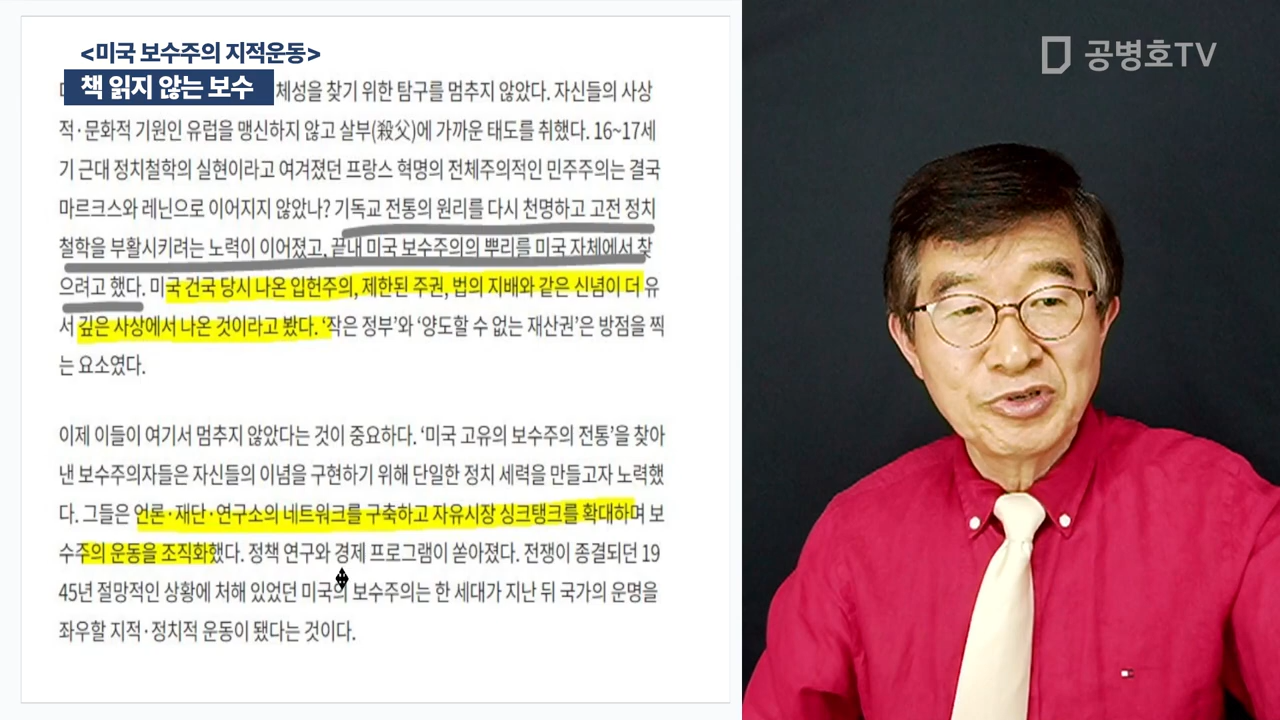 <미국 보수주의 지적운동>
책 읽지 않는 보수
공병호TV
체성을 찾기 위한 탐구를 멈추지 않았다. 자신들의 사상
적·문화적 기원인 유럽을 맹신하지 않고 살부(殺父)에 가까운 태도를 취했다. 16~17세
기 근대 정치철학의 실현이라고 여겨졌던 프랑스 혁명의 전체주의적인 민주주의는 결국
마르크스와 레닌으로 이어지지 않았나? 기독교 전통의 원리를 다시 천명하고 고전 정치
철학을 부활시키려는 노력이 이어졌고, 끝내 미국 보수주의의 뿌리를 미국 자체에서 찾
으려고 했다. 미국 건국 당시 나온 입헌주의, 제한된 주권, 법의 지배와 같은 신념이 더 유
서 깊은 사상에서 나온 것이라고 봤다. ‘작은 정부’와 ‘양도할 수 없는 재산권’은 방점을 찍
는 요소였다.
이제 이들이 여기서 멈추지 않았다는 것이 중요하다. ‘미국 고유의 보수주의 전통’을 찾아
낸 보수주의자들은 자신들의 이념을 구현하기 위해 단일한 정치 세력을 만들고자 노력했
다. 그들은 언론·재단·연구소의 네트워크를 구축하고 자유시장 싱크탱크를 확대하며 보
수주의 운동을 조직화했다. 정책 연구와 경제 프로그램이 쏟아졌다. 전쟁이 종결되던 19
45년 절망적인 상황에 처해 있었던 미국의 보수주의는 한 세대가 지난 뒤 국가의 운명을
좌우할 지적·정치적 운동이 됐다는 것이다.